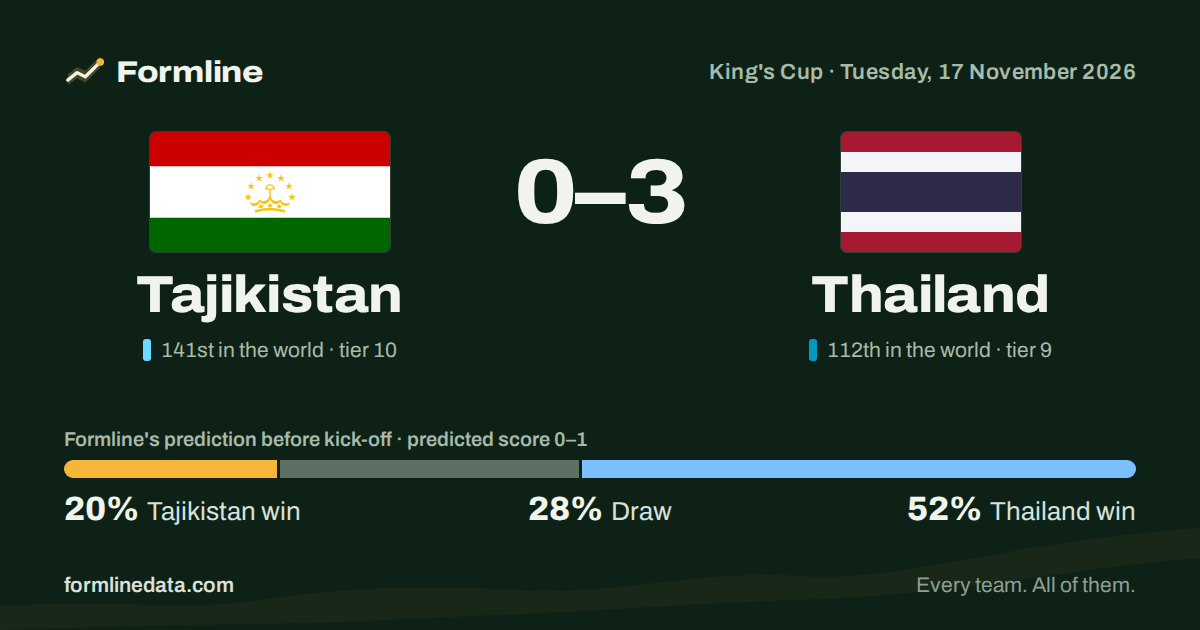 Formline
King's Cup · Tuesday, 17 November 2026
0–3
Tajikistan
Thailand
141st in the world · tier 10
112th in the world · tier 9
Formline's prediction before kick-off · predicted score 0–1
20% Tajikistan win
28% Draw
52% Thailand win
formlinedata.com
Every team. All of them.